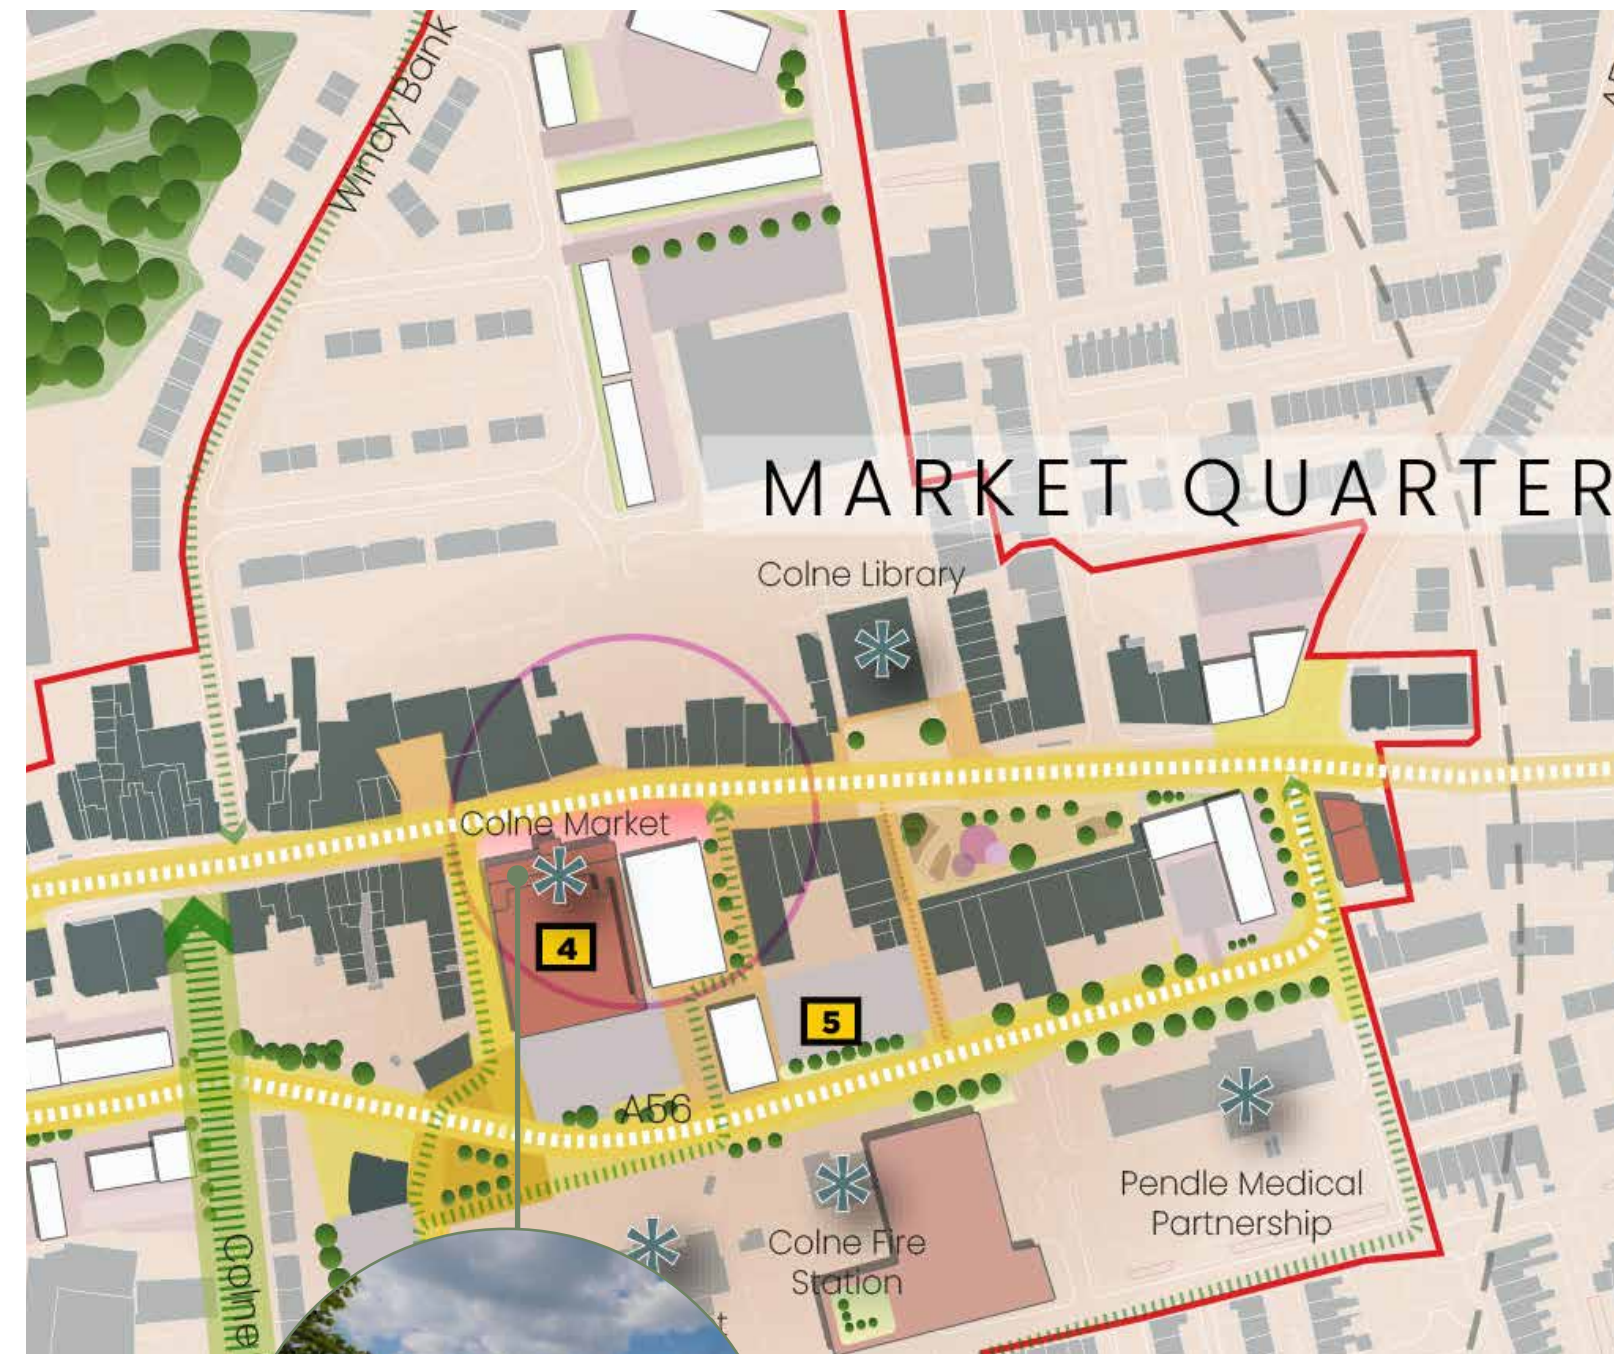 Windy Bank
MARKET QUARTER
Colne Library
Colne Market
4
5
A56
Pendle Medical
Partnership
Colne Fire
Station
Colne